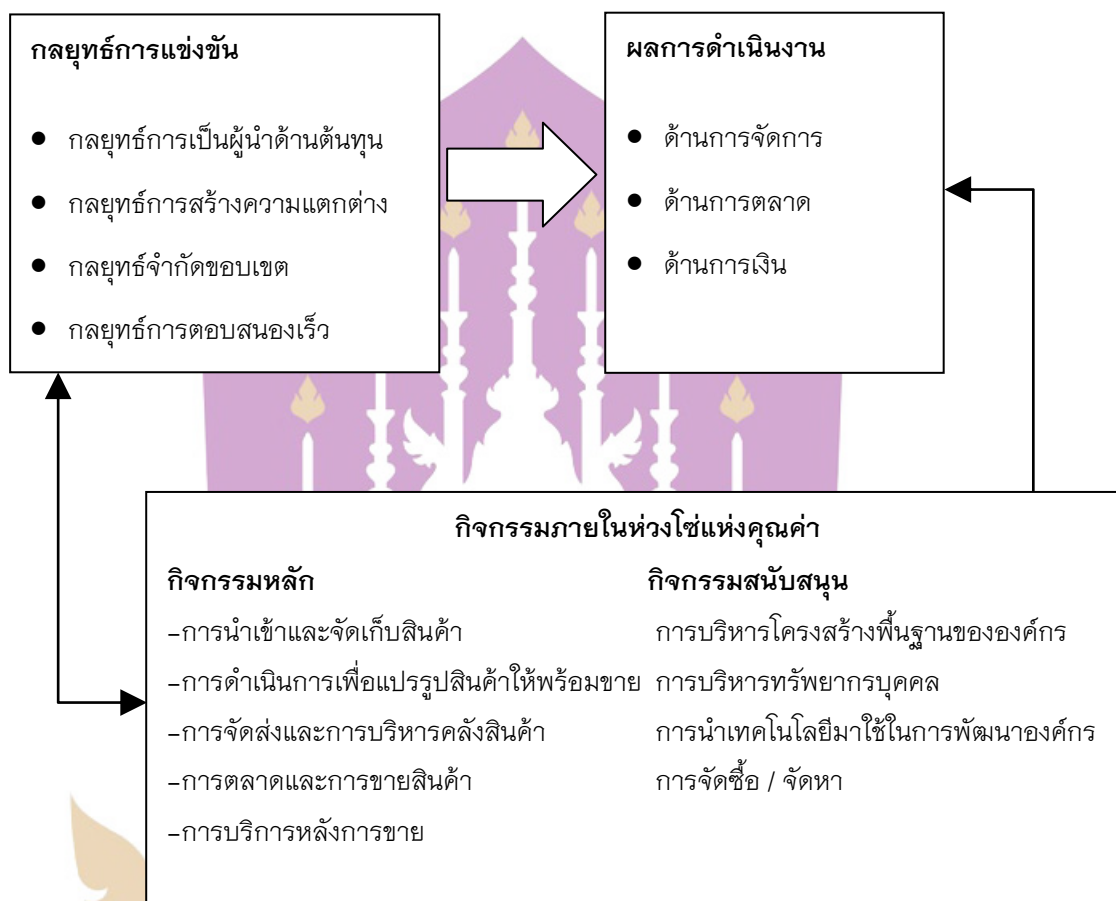 กลยุทธ์การแข่งขัน
● กลยุทธ์การเป็นผู้นำด้านต้นทุน
● กลยุทธ์การสร้างความแตกต่าง
● กลยุทธ์จำกัดขอบเขต
● กลยุทธ์การตอบสนองเร็ว
ผลการดำเนินงาน
● ด้านการจัดการ
● ด้านการตลาด
● ด้านการเงิน
กิจกรรมภายในห่วงโซ่แห่งคุณค่า
กิจกรรมหลัก
-การนำเข้าและจัดเก็บสินค้า
-การดำเนินการเพื่อแปรรูปสินค้าให้พร้อมขาย
-การจัดส่งและการบริหารคลังสินค้า
-การตลาดและการขายสินค้า
-การบริการหลังการขาย
กิจกรรมสนับสนุน
การบริหารโครงสร้างพื้นฐานขององค์กร
การบริหารทรัพยากรบุคคล
การนำเทคโนโลยีมาใช้ในการพัฒนาองค์กร
การจัดซื้อ / จัดหา